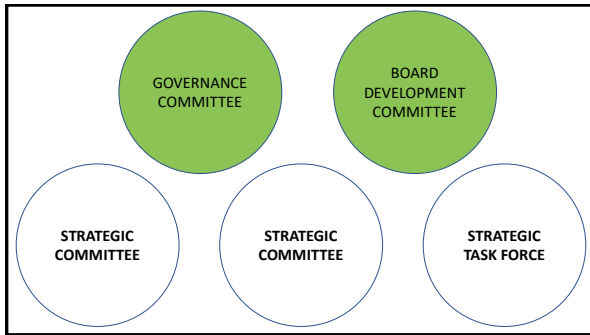 GOVERNANCE
COMMITTEE
BOARD
DEVELOPMENT
COMMITTEE
STRATEGIC
COMMITTEE
STRATEGIC
COMMITTEE
STRATEGIC
TASK FORCE